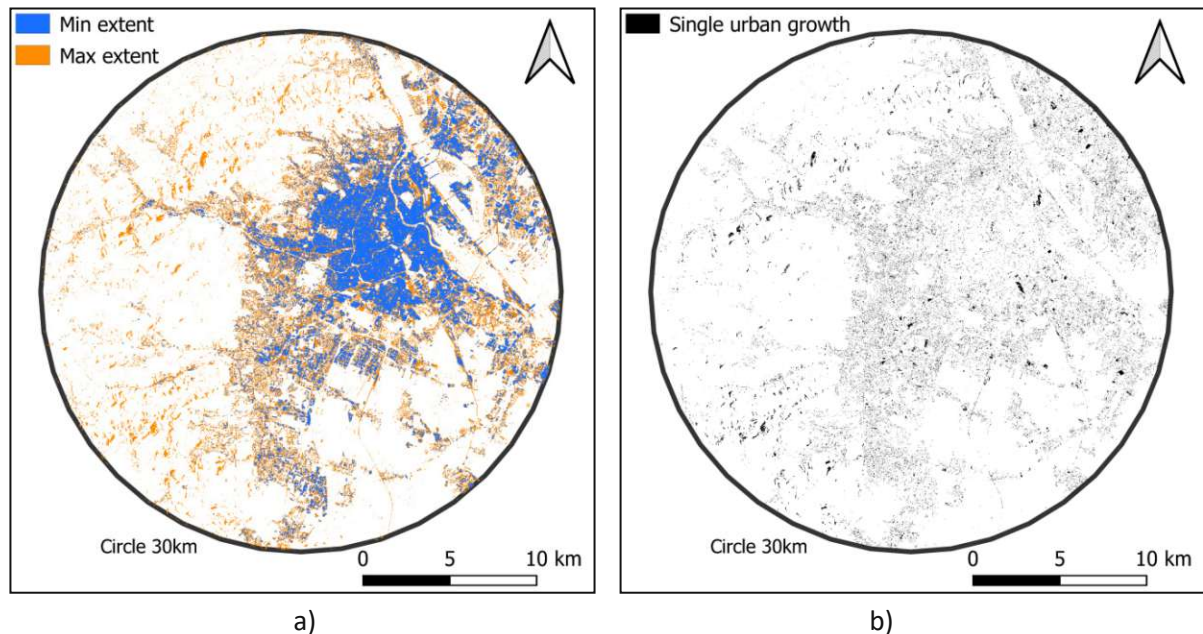 Min extent
Max extent
Circle 30km
0 5 10 km
a)
Single urban growth
Circle 30km
0 5 10 km
b)